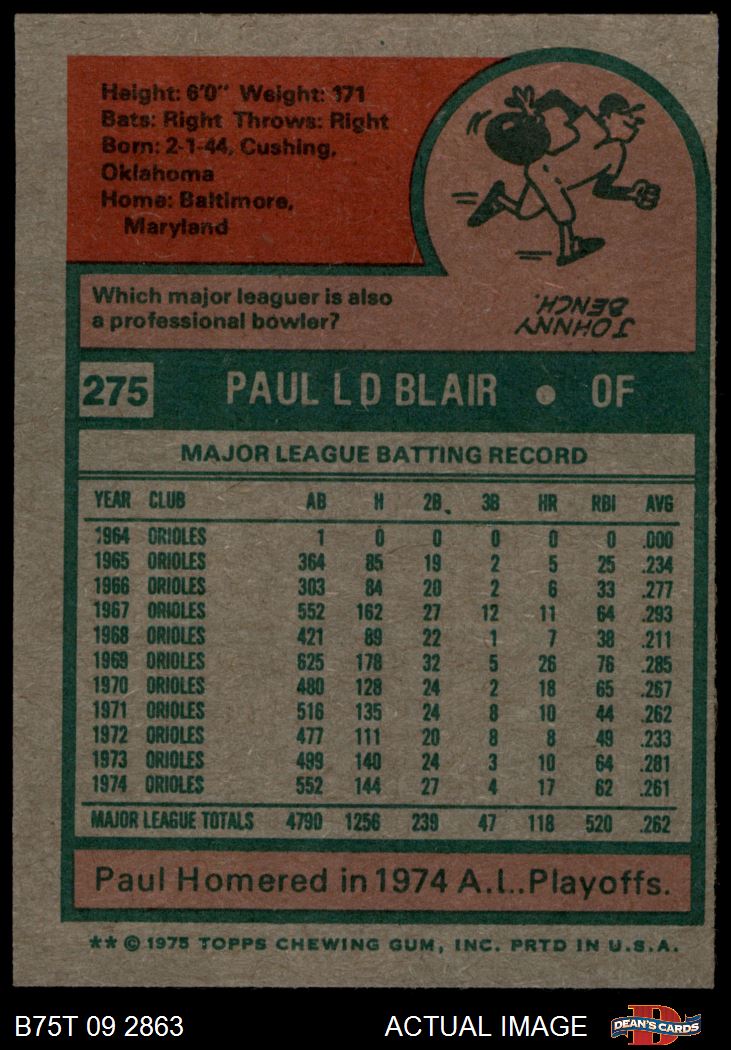 Height: 6'0" Weight: 171
Bats: Right Throws: Right
Born: 2-1-44, Cushing,
Oklahoma
Home: Baltimore,
Maryland
Which major leaguer is also
a professional bowler?
JOHNNY
BENCH.
275 PAUL L D BLAIR • OF
MAJOR LEAGUE BATTING RECORD
YEAR CLUB AB H 2B 3B HR RBI AVG
1964 ORIOLES 1 0 0 0 0 0 .000
1965 ORIOLES 364 85 19 2 5 25 .234
1966 ORIOLES 303 84 20 2 6 33 .277
1967 ORIOLES 552 162 27 12 11 64 .293
1968 ORIOLES 421 89 22 1 7 38 .211
1969 ORIOLES 625 178 32 5 26 76 .285
1970 ORIOLES 480 128 24 2 18 65 .267
1971 ORIOLES 516 135 24 8 10 44 .262
1972 ORIOLES 477 111 20 8 8 49 .233
1973 ORIOLES 499 140 24 3 10 64 .281
1974 ORIOLES 552 144 27 4 17 62 .261
MAJOR LEAGUE TOTALS 4790 1256 239 47 118 520 .262
Paul Homered in 1974 A.L. Playoffs.
** © 1975 TOPPS CHEWING GUM, INC. PRTD IN U.S.A.
B75T 09 2863 ACTUAL IMAGE DEAN'S CARDS